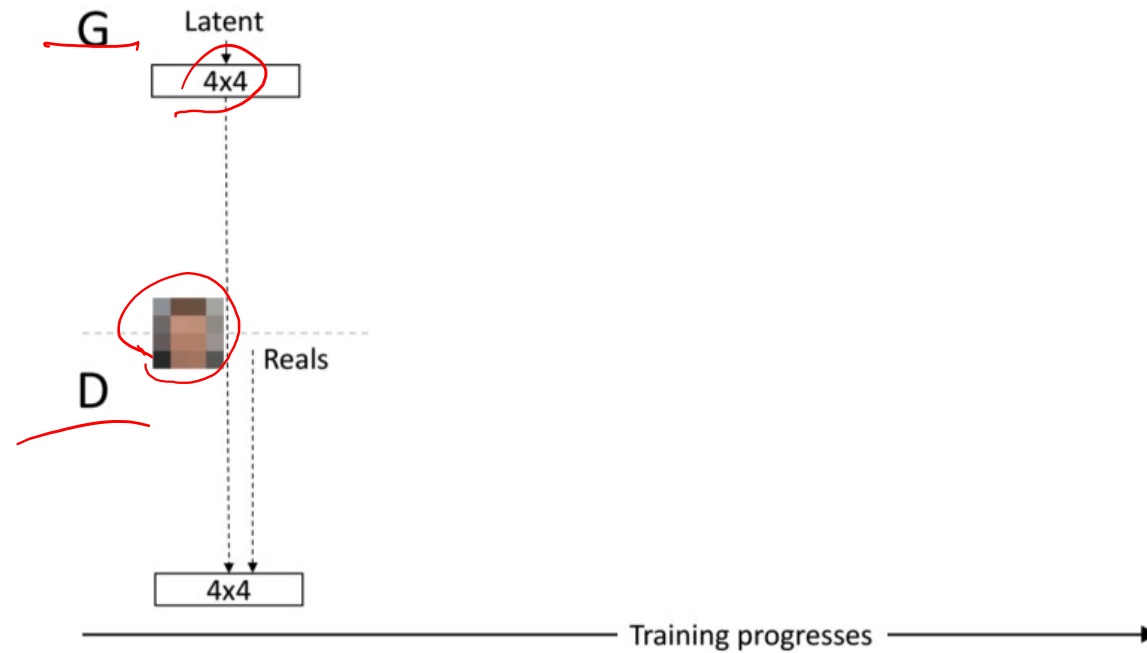 G
Latent
4x4
Reals
D
4x4
Training progresses